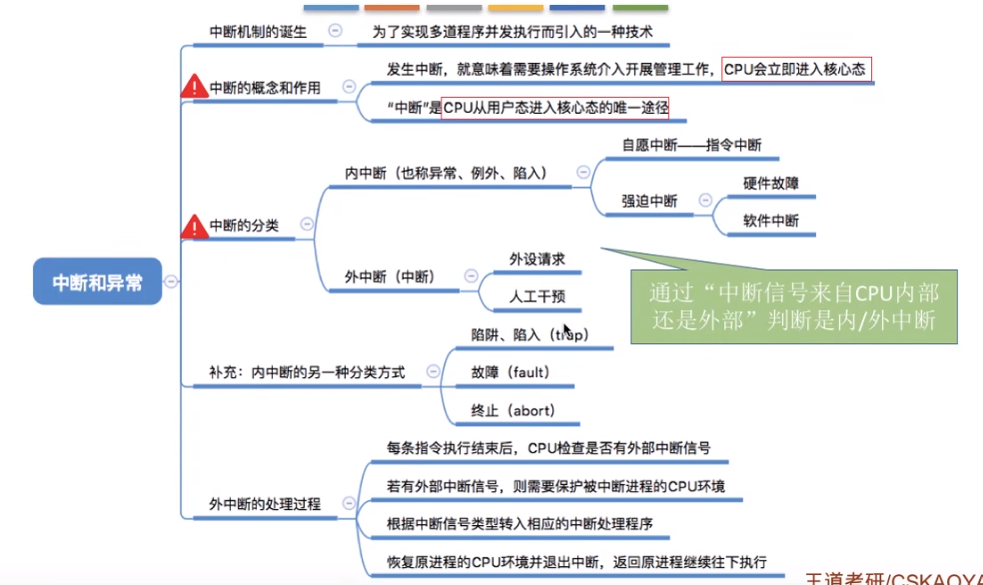 中断机制的诞生
为了实现多道程序并发执行而引入的一种技术
中断的概念和作用
发生中断，就意味着需要操作系统介入开展管理工作，CPU会立即进入核心态
“中断”是CPU从用户态进入核心态的唯一途径
中断的分类
内中断（也称异常、例外、陷入）
自愿中断——指令中断
强迫中断
硬件故障
软件中断
外中断（中断）
外设请求
人工干预
通过“中断信号来自CPU内部
还是外部”判断是内/外中断
中断和异常
补充：内中断的另一种分类方式
陷阱、陷入（trap）
故障（fault）
终止（abort）
外中断的处理过程
每条指令执行结束后，CPU检查是否有外部中断信号
若有外部中断信号，则需要保护被中断进程的CPU环境
根据中断信号类型转入相应的中断处理程序
恢复原进程的CPU环境并退出中断，返回原进程继续往下执行
王道考研/CSKAOYA